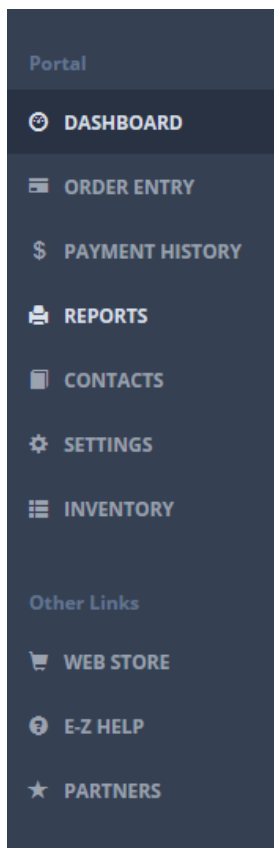 Portal
DASHBOARD
ORDER ENTRY
$ PAYMENT HISTORY
REPORTS
CONTACTS
SETTINGS
INVENTORY
Other Links
WEB STORE
? E-Z HELP
PARTNERS